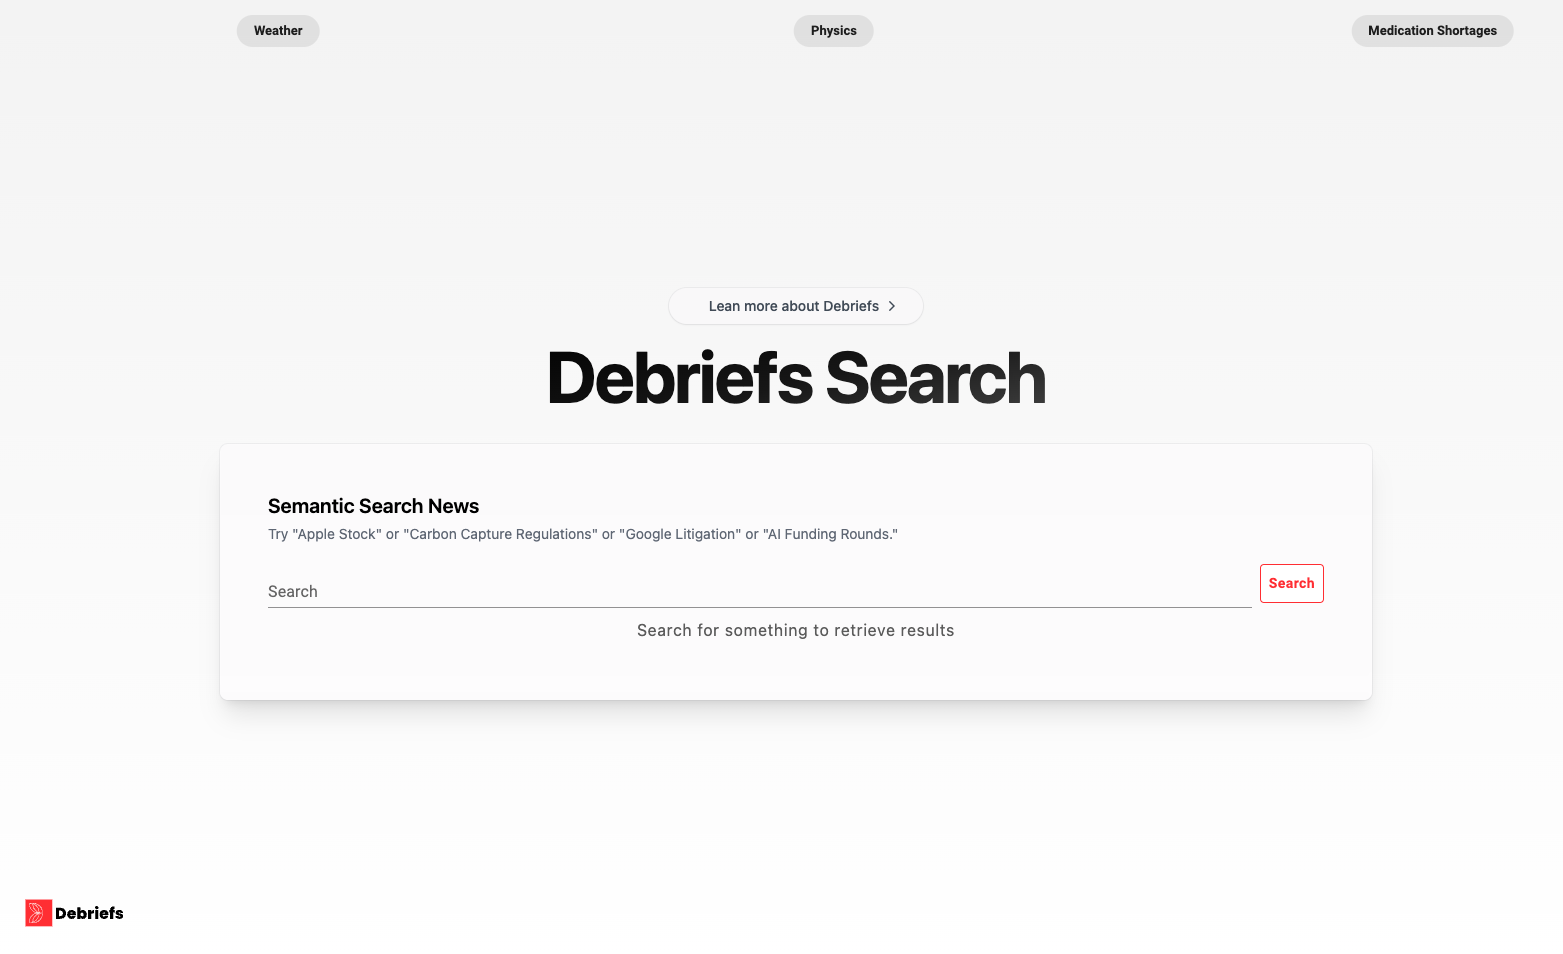 Weather
Physics
Medication Shortages
Lean more about Debriefs
Debriefs Search
Semantic Search News
Try "Apple Stock" or "Carbon Capture Regulations" or "Google Litigation" or "AI Funding Rounds."
Search
Search
Search for something to retrieve results
Debriefs